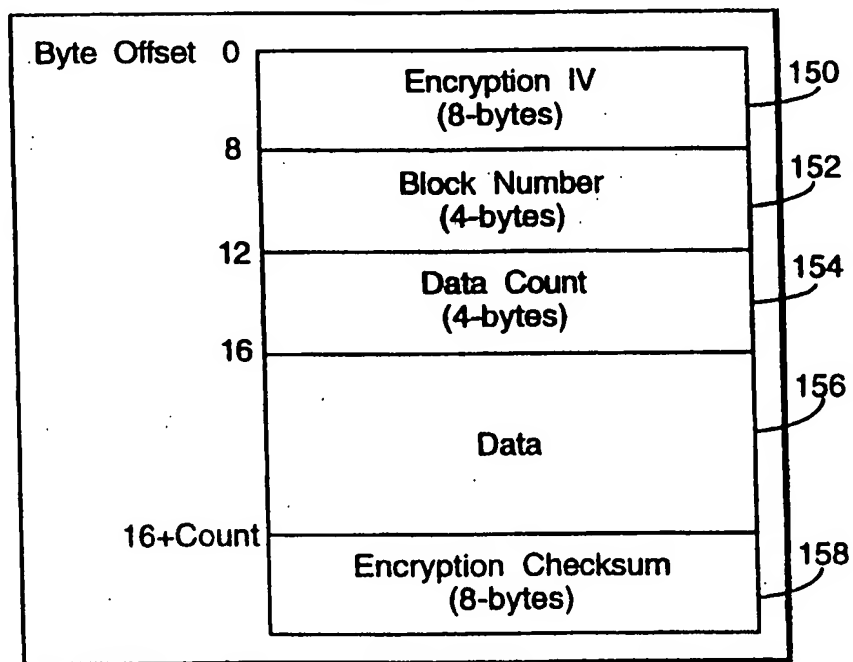 Byte Offset 0
Encryption IV
(8-bytes)
150
8
Block Number
(4-bytes)
152
12
Data Count
(4-bytes)
154
16
Data
156
16+Count
Encryption Checksum
(8-bytes)
158